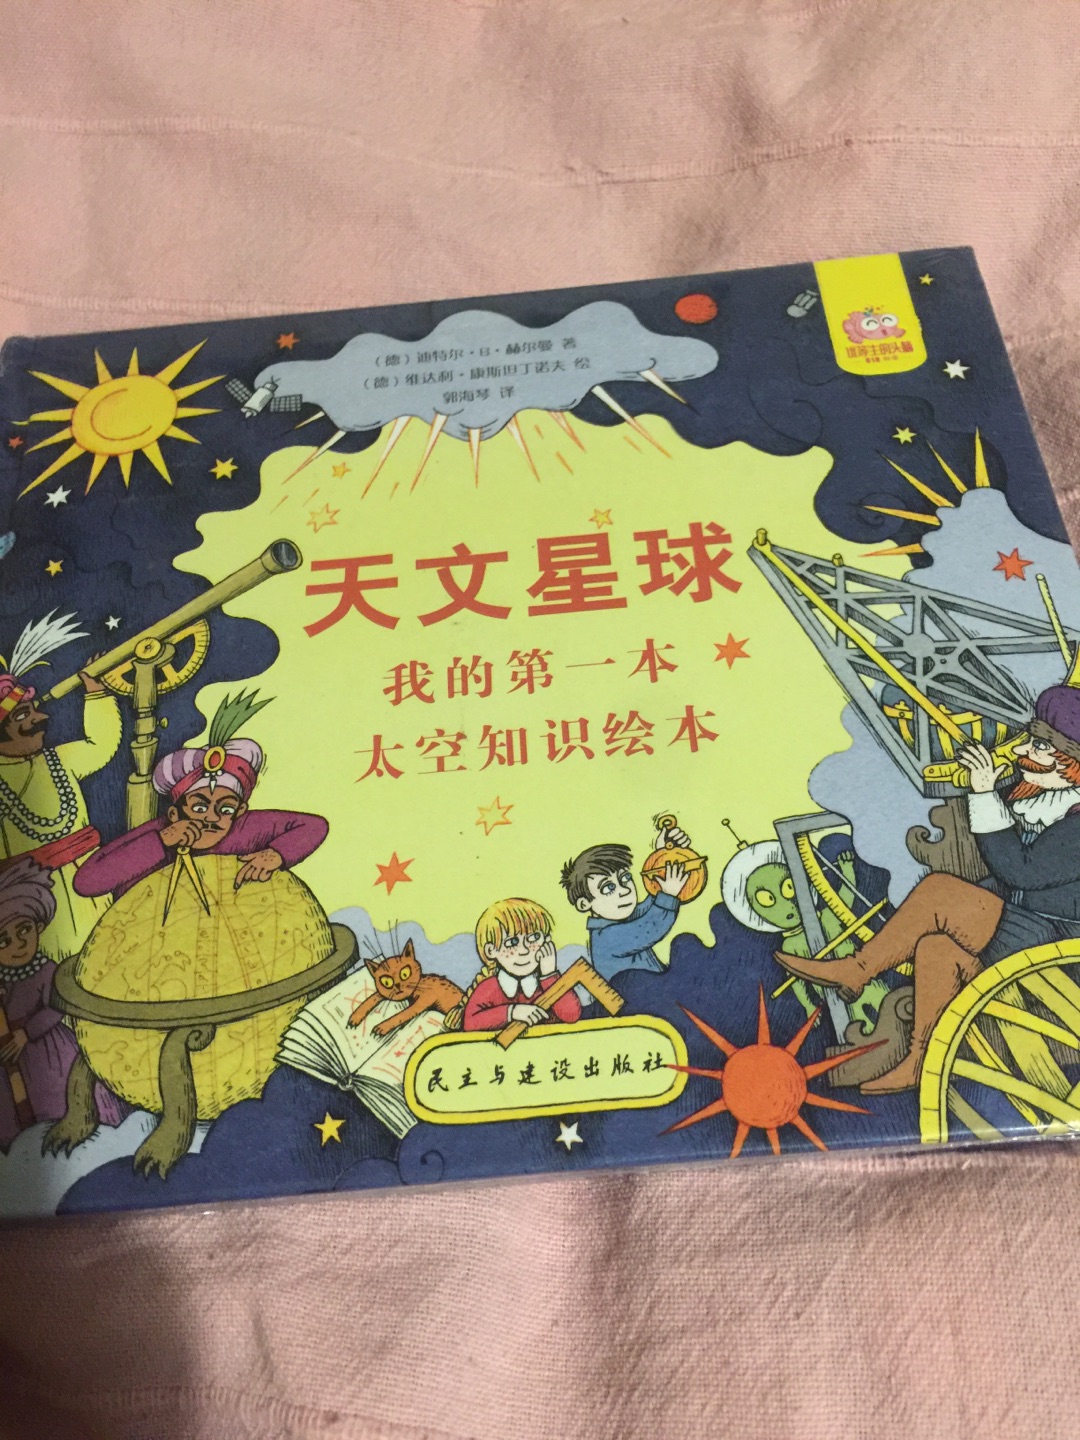 （德）迪特尔·B·赫尔曼 著
（德）维达利·康斯坦丁诺夫 绘
郭海琴 译
天文星球
我的第一本
太空知识绘本
民主与建设出版社